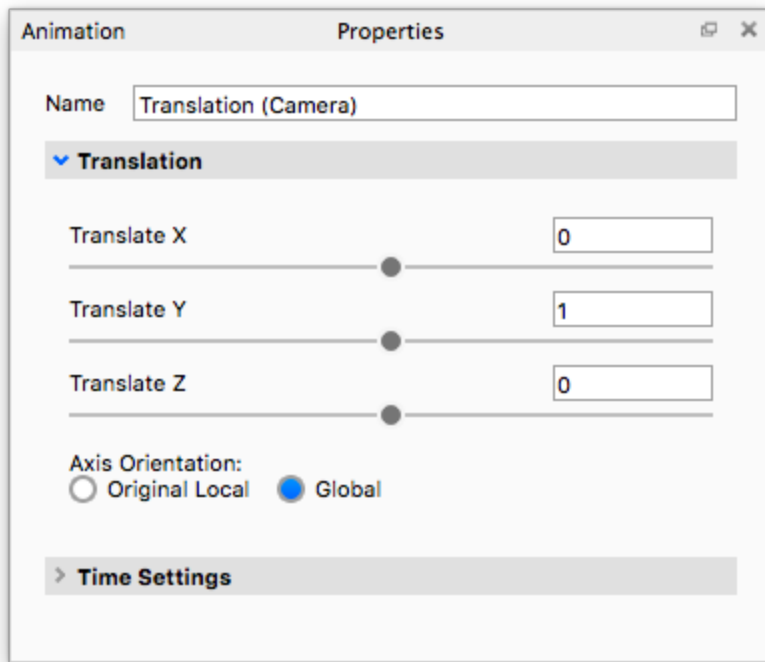 Animation Properties
Name Translation (Camera)
Translation
Translate X 0
Translate Y 1
Translate Z 0
Axis Orientation:
Original Local Global
Time Settings